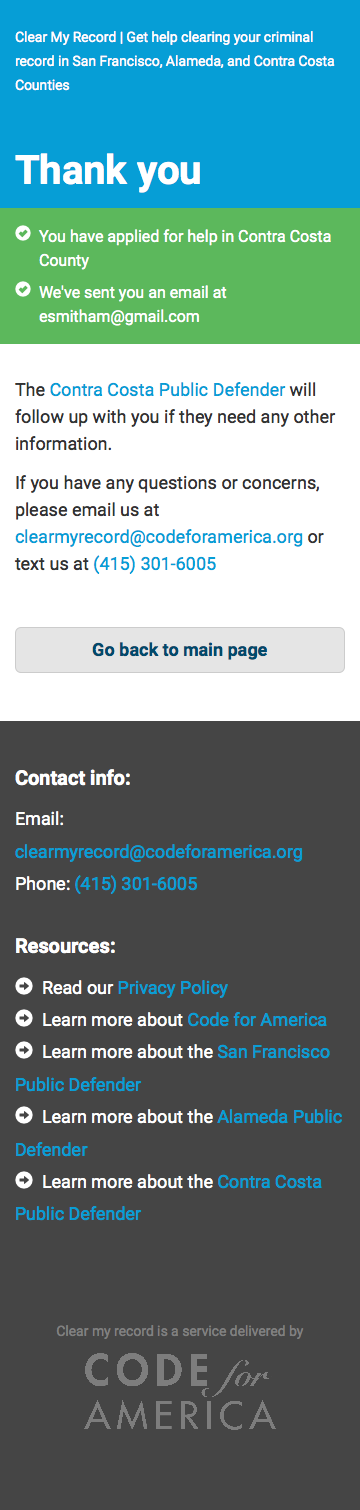 Clear My Record | Get help clearing your criminal
record in San Francisco, Alameda, and Contra Costa
Counties
Thank you
You have applied for help in Contra Costa
County
We've sent you an email at
esmitham@gmail.com
The Contra Costa Public Defender will
follow up with you if they need any other
information.
If you have any questions or concerns,
please email us at
clearmyrecord@codeforamerica.org or
text us at (415) 301-6005
Go back to main page
Contact info:
Email:
clearmyrecord@codeforamerica.org
Phone: (415) 301-6005
Resources:
Read our Privacy Policy
Learn more about Code for America
Learn more about the San Francisco
Public Defender
Learn more about the Alameda Public
Defender
Learn more about the Contra Costa
Public Defender
Clear my record is a service delivered by
CODE for
AMERICA